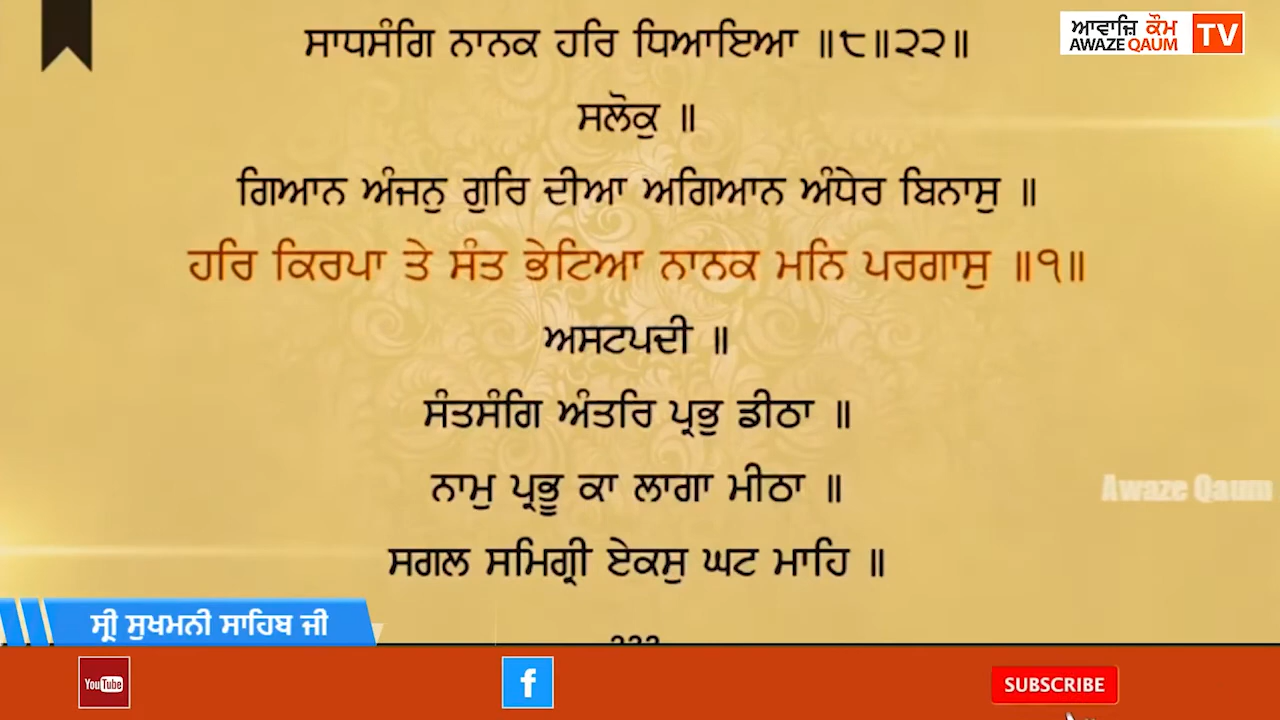 ਸਾਧਸੰਗਿ ਨਾਨਕ ਹਰਿ ਧਿਆਇਆ ॥੮॥੨੨॥
ਆਵਾਜ਼ਿ ਕੌਮ
AWAZE QAUM
TV
ਸਲੋਕੁ ॥
ਗਿਆਨ ਅੰਜਨੁ ਗੁਰਿ ਦੀਆ ਅਗਿਆਨ ਅੰਧੇਰ ਬਿਨਾਸੁ ॥
ਹਰਿ ਕਿਰਪਾ ਤੇ ਸੰਤ ਭੇਟਿਆ ਨਾਨਕ ਮਨਿ ਪਰਗਾਸੁ ॥੧॥
ਅਸਟਪਦੀ ॥
ਸੰਤਸੰਗਿ ਅੰਤਰਿ ਪ੍ਰਭੁ ਡੀਠਾ ॥
ਨਾਮੁ ਪ੍ਰਭੂ ਕਾ ਲਾਗਾ ਮੀਠਾ ॥
Awaze Qaum
ਸਗਲ ਸਮਿਗ੍ਰੀ ਏਕਸੁ ਘਟ ਮਾਹਿ ॥
ਸ੍ਰੀ ਸੁਖਮਨੀ ਸਾਹਿਬ ਜੀ
YouTube
f
SUBSCRIBE